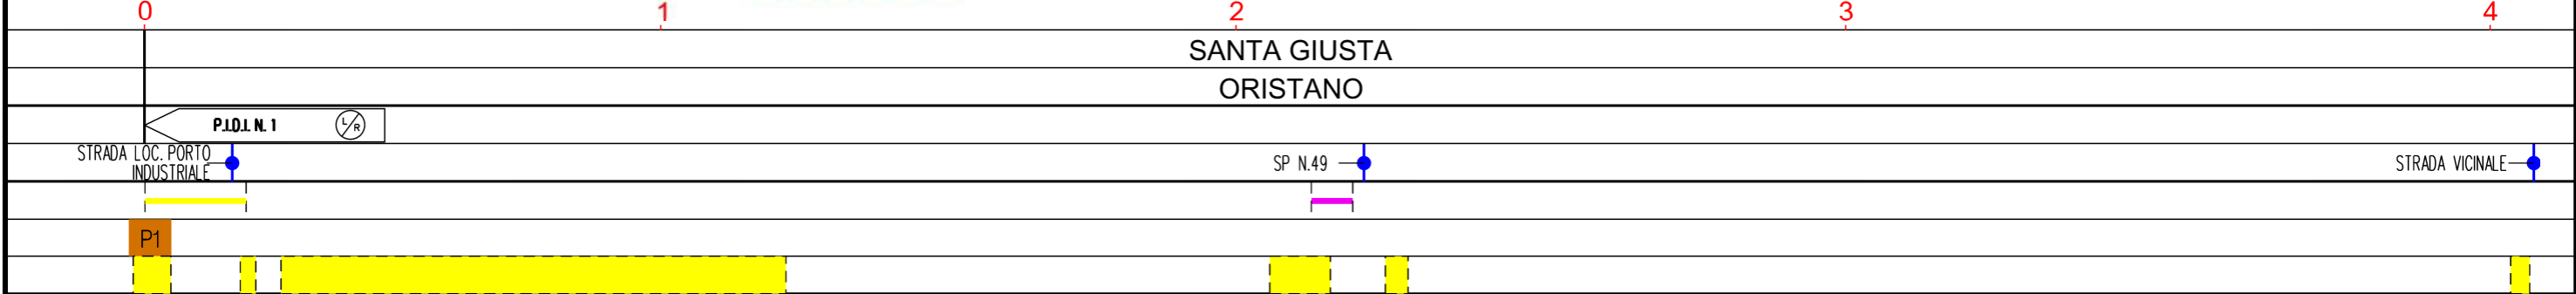 0 1 2 3 4
SANTA GIUSTA
ORISTANO
P.I.D.I. N. 1 L/R
STRADA LOC. PORTO
INDUSTRIALE
SP N.49
STRADA VICINALE
P1